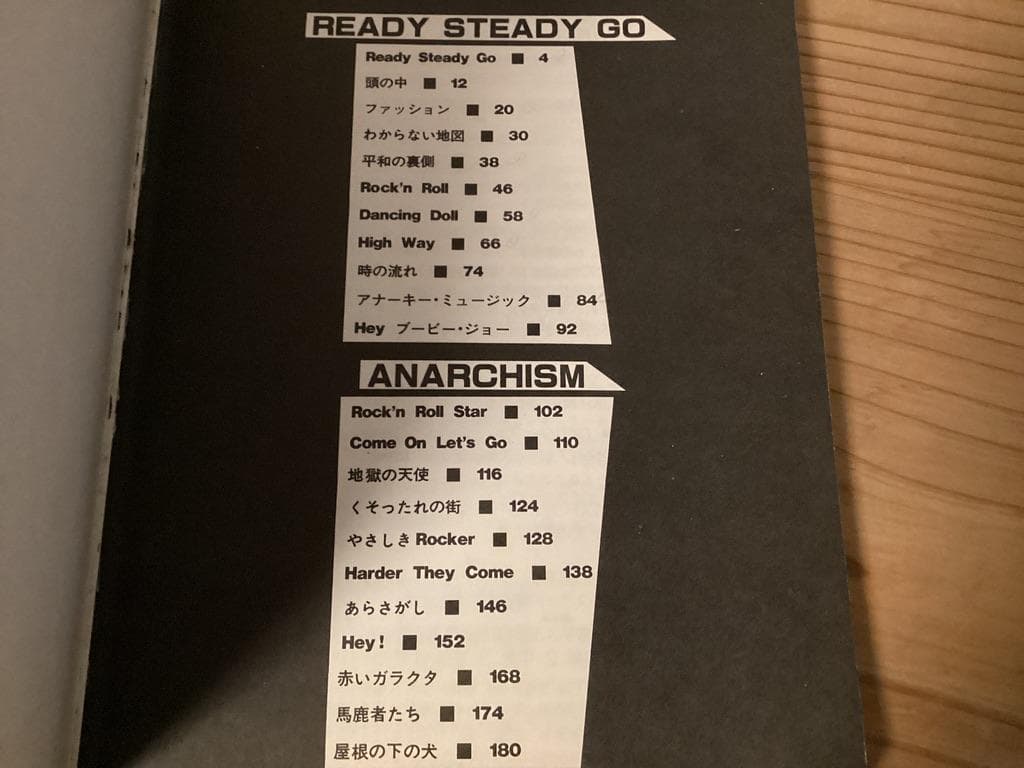 READY STEADY GO
Ready Steady Go ■ 4
頭の中 ■ 12
ファッション ■ 20
わからない地図 ■ 30
平和の裏側 ■ 38
Rock'n Roll ■ 46
Dancing Doll ■ 58
High Way ■ 66
時の流れ ■ 74
アナーキー・ミュージック ■ 84
Hey ブービー・ジョー ■ 92
ANARCHISM
Rock'n Roll Star ■ 102
Come On Let's Go ■ 110
地獄の天使 ■ 116
くそったれの街 ■ 124
やさしき Rocker ■ 128
Harder They Come ■ 138
あらさがし ■ 146
Hey! ■ 152
赤いガラクタ ■ 168
馬鹿者たち ■ 174
屋根の下の犬 ■ 180